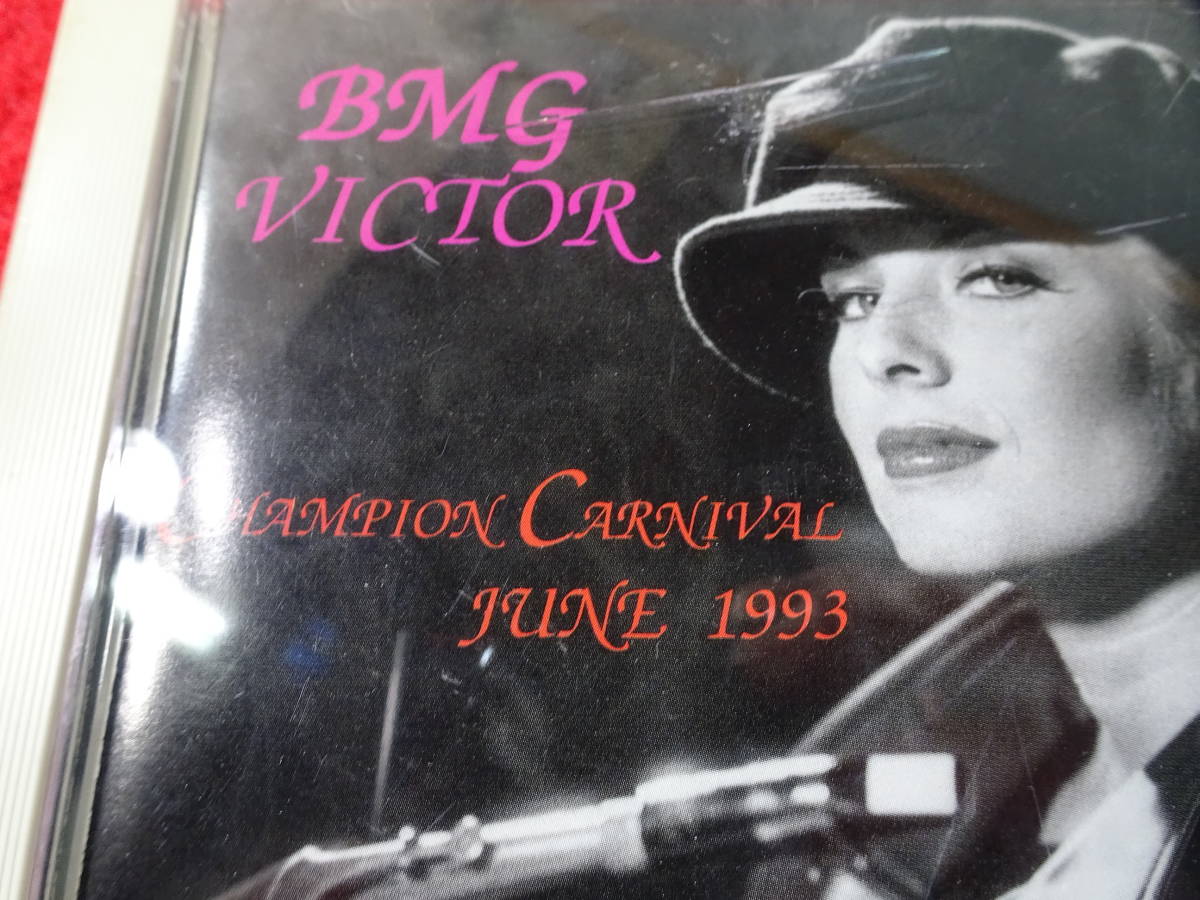 BMG
VICTOR
CHAMPION CARNIVAL
JUNE 1993